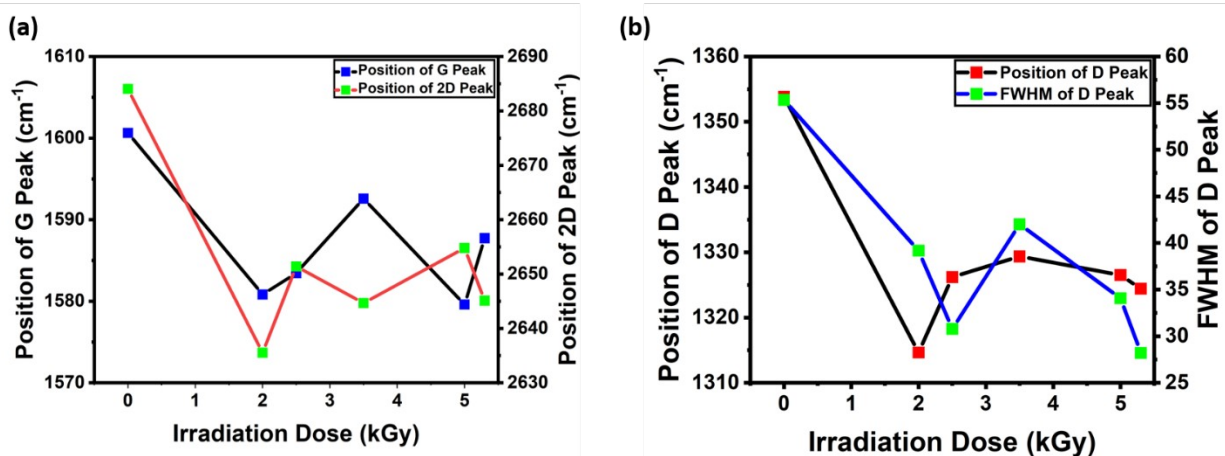 (a)
Position of G Peak (cm⁻¹)
1610
1600
1590
1580
1570
Position of G Peak
Position of 2D Peak
2690
2680
2670
2660
2650
2640
2630
Position of 2D Peak (cm⁻¹)
0 1 2 3 4 5
Irradiation Dose (kGy)
(b)
Position of D Peak (cm⁻¹)
1360
1350
1340
1330
1320
1310
Position of D Peak
FWHM of D Peak
60
55
50
45
40
35
30
25
FWHM of D Peak
0 1 2 3 4 5
Irradiation Dose (kGy)